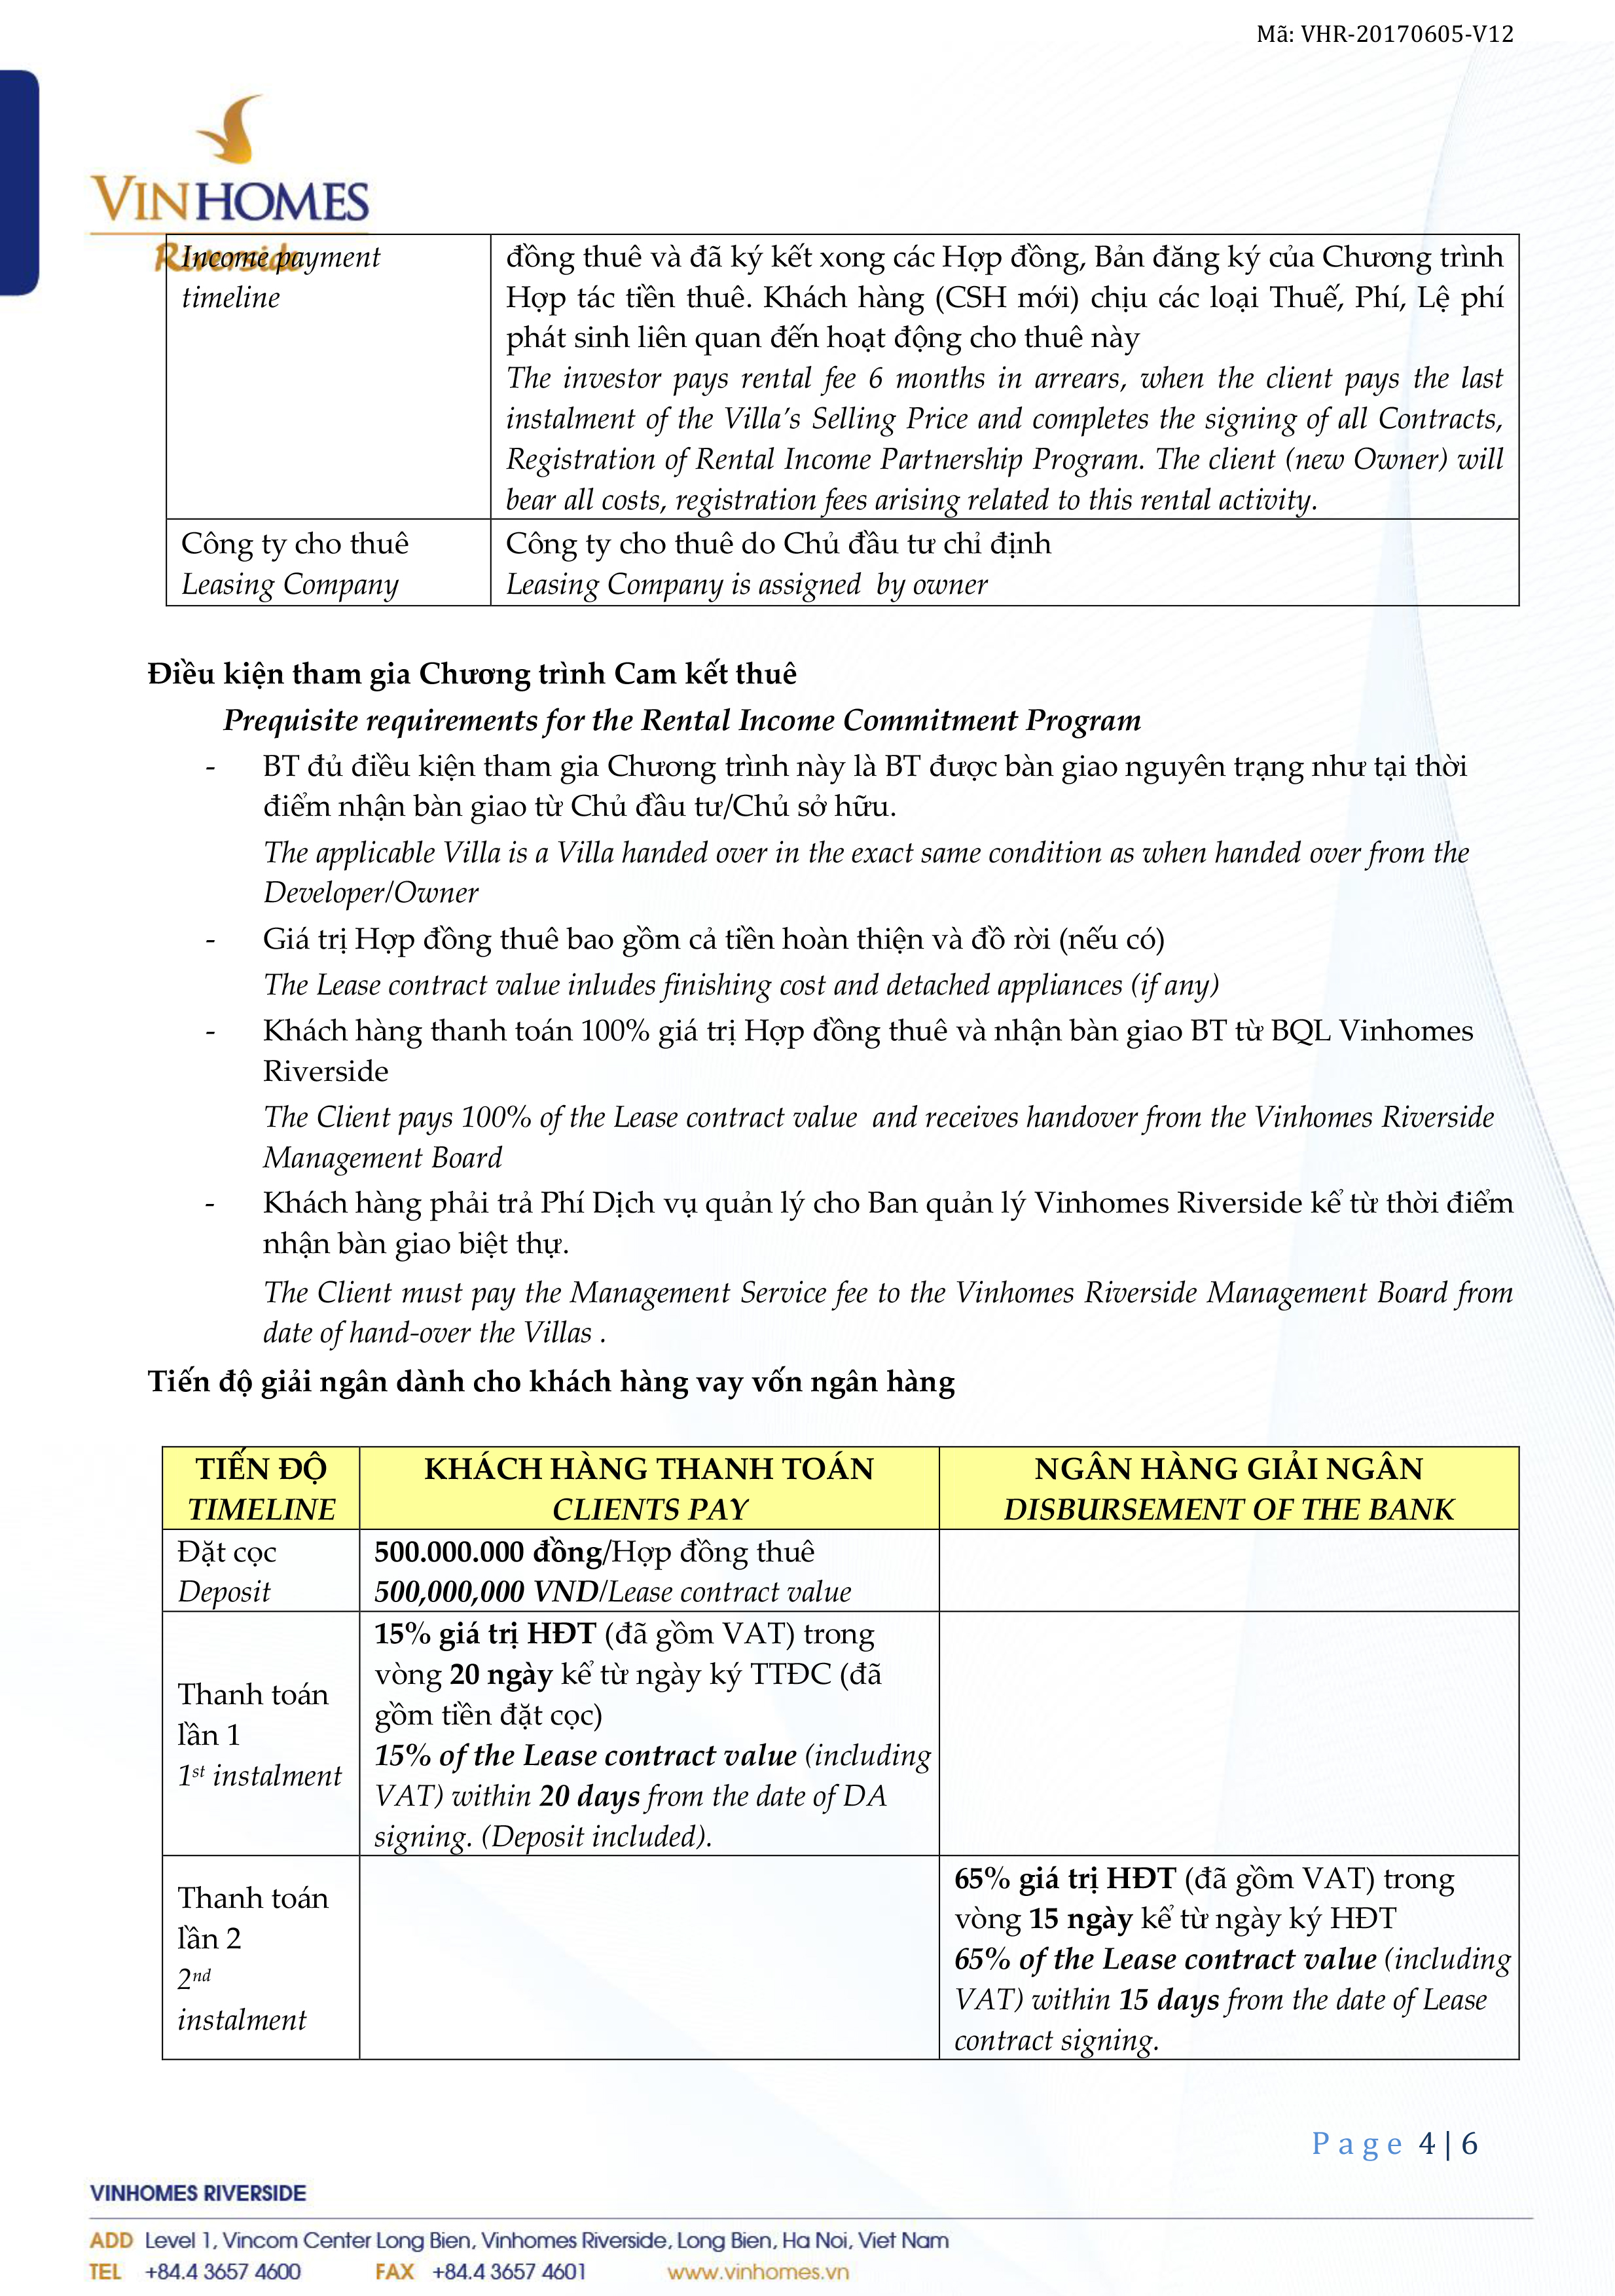 Mã: VHR-20170605-V12
VINHOMES
Riverside
Income payment
timeline
đồng thuê và đã ký kết xong các Hợp đồng, Bản đăng ký của Chương trình
Hợp tác tiền thuê. Khách hàng (CSH mới) chịu các loại Thuế, Phí, Lệ phí
phát sinh liên quan đến hoạt động cho thuê này
The investor pays rental fee 6 months in arrears, when the client pays the last
instalment of the Villa’s Selling Price and completes the signing of all Contracts,
Registration of Rental Income Partnership Program. The client (new Owner) will
bear all costs, registration fees arising related to this rental activity.
Công ty cho thuê
Leasing Company
Công ty cho thuê do Chủ đầu tư chỉ định
Leasing Company is assigned by owner
Điều kiện tham gia Chương trình Cam kết thuê
Prequisite requirements for the Rental Income Commitment Program
- BT đủ điều kiện tham gia Chương trình này là BT được bàn giao nguyên trạng như tại thời
điểm nhận bàn giao từ Chủ đầu tư/Chủ sở hữu.
The applicable Villa is a Villa handed over in the exact same condition as when handed over from the
Developer/Owner
- Giá trị Hợp đồng thuê bao gồm cả tiền hoàn thiện và đồ rời (nếu có)
The Lease contract value inludes finishing cost and detached appliances (if any)
- Khách hàng thanh toán 100% giá trị Hợp đồng thuê và nhận bàn giao BT từ BQL Vinhomes
Riverside
The Client pays 100% of the Lease contract value and receives handover from the Vinhomes Riverside
Management Board
- Khách hàng phải trả Phí Dịch vụ quản lý cho Ban quản lý Vinhomes Riverside kể từ thời điểm
nhận bàn giao biệt thự.
The Client must pay the Management Service fee to the Vinhomes Riverside Management Board from
date of hand-over the Villas .
Tiến độ giải ngân dành cho khách hàng vay vốn ngân hàng
TIẾN ĐỘ
TIMELINE
KHÁCH HÀNG THANH TOÁN
CLIENTS PAY
NGÂN HÀNG GIẢI NGÂN
DISBURSEMENT OF THE BANK
Đặt cọc
Deposit
500.000.000 đồng/Hợp đồng thuê
500,000,000 VND/Lease contract value
Thanh toán
lần 1
1st instalment
15% giá trị HĐT (đã gồm VAT) trong
vòng 20 ngày kể từ ngày ký TTĐC (đã
gồm tiền đặt cọc)
15% of the Lease contract value (including
VAT) within 20 days from the date of DA
signing. (Deposit included).
Thanh toán
lần 2
2nd
instalment
65% giá trị HĐT (đã gồm VAT) trong
vòng 15 ngày kể từ ngày ký HĐT
65% of the Lease contract value (including
VAT) within 15 days from the date of Lease
contract signing.
Page 4|6
VINHOMES RIVERSIDE
ADD Level 1, Vincom Center Long Bien, Vinhomes Riverside, Long Bien, Ha Noi, Viet Nam
TEL +84.4 3657 4600 FAX +84.4 3657 4601 www.vinhomes.vn